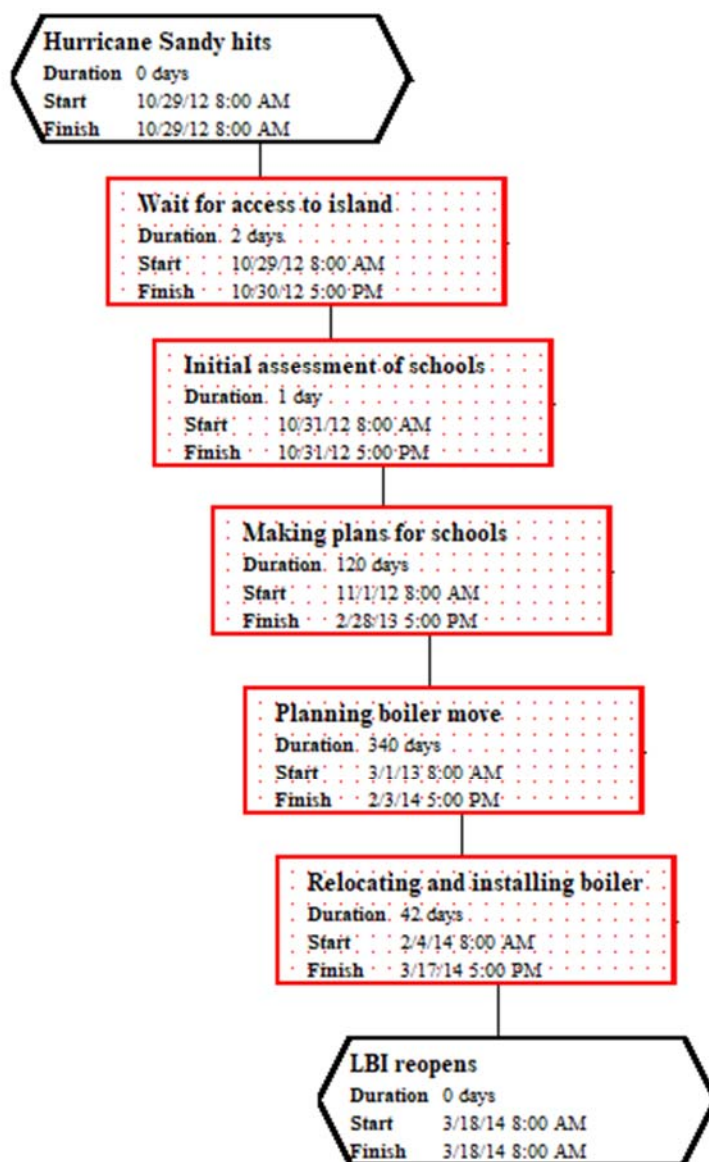 Hurricane Sandy hits
Duration 0 days
Start 10/29/12 8:00 AM
Finish 10/29/12 8:00 AM
Wait for access to island
Duration 2 days
Start 10/29/12 8:00 AM
Finish 10/30/12 5:00 PM
Initial assessment of schools
Duration 1 day
Start 10/31/12 8:00 AM
Finish 10/31/12 5:00 PM
Making plans for schools
Duration 120 days
Start 11/1/12 8:00 AM
Finish 2/28/13 5:00 PM
Planning boiler move
Duration 340 days
Start 3/1/13 8:00 AM
Finish 2/3/14 5:00 PM
Relocating and installing boiler
Duration 42 days
Start 2/4/14 8:00 AM
Finish 3/17/14 5:00 PM
LBI reopens
Duration 0 days
Start 3/18/14 8:00 AM
Finish 3/18/14 8:00 AM